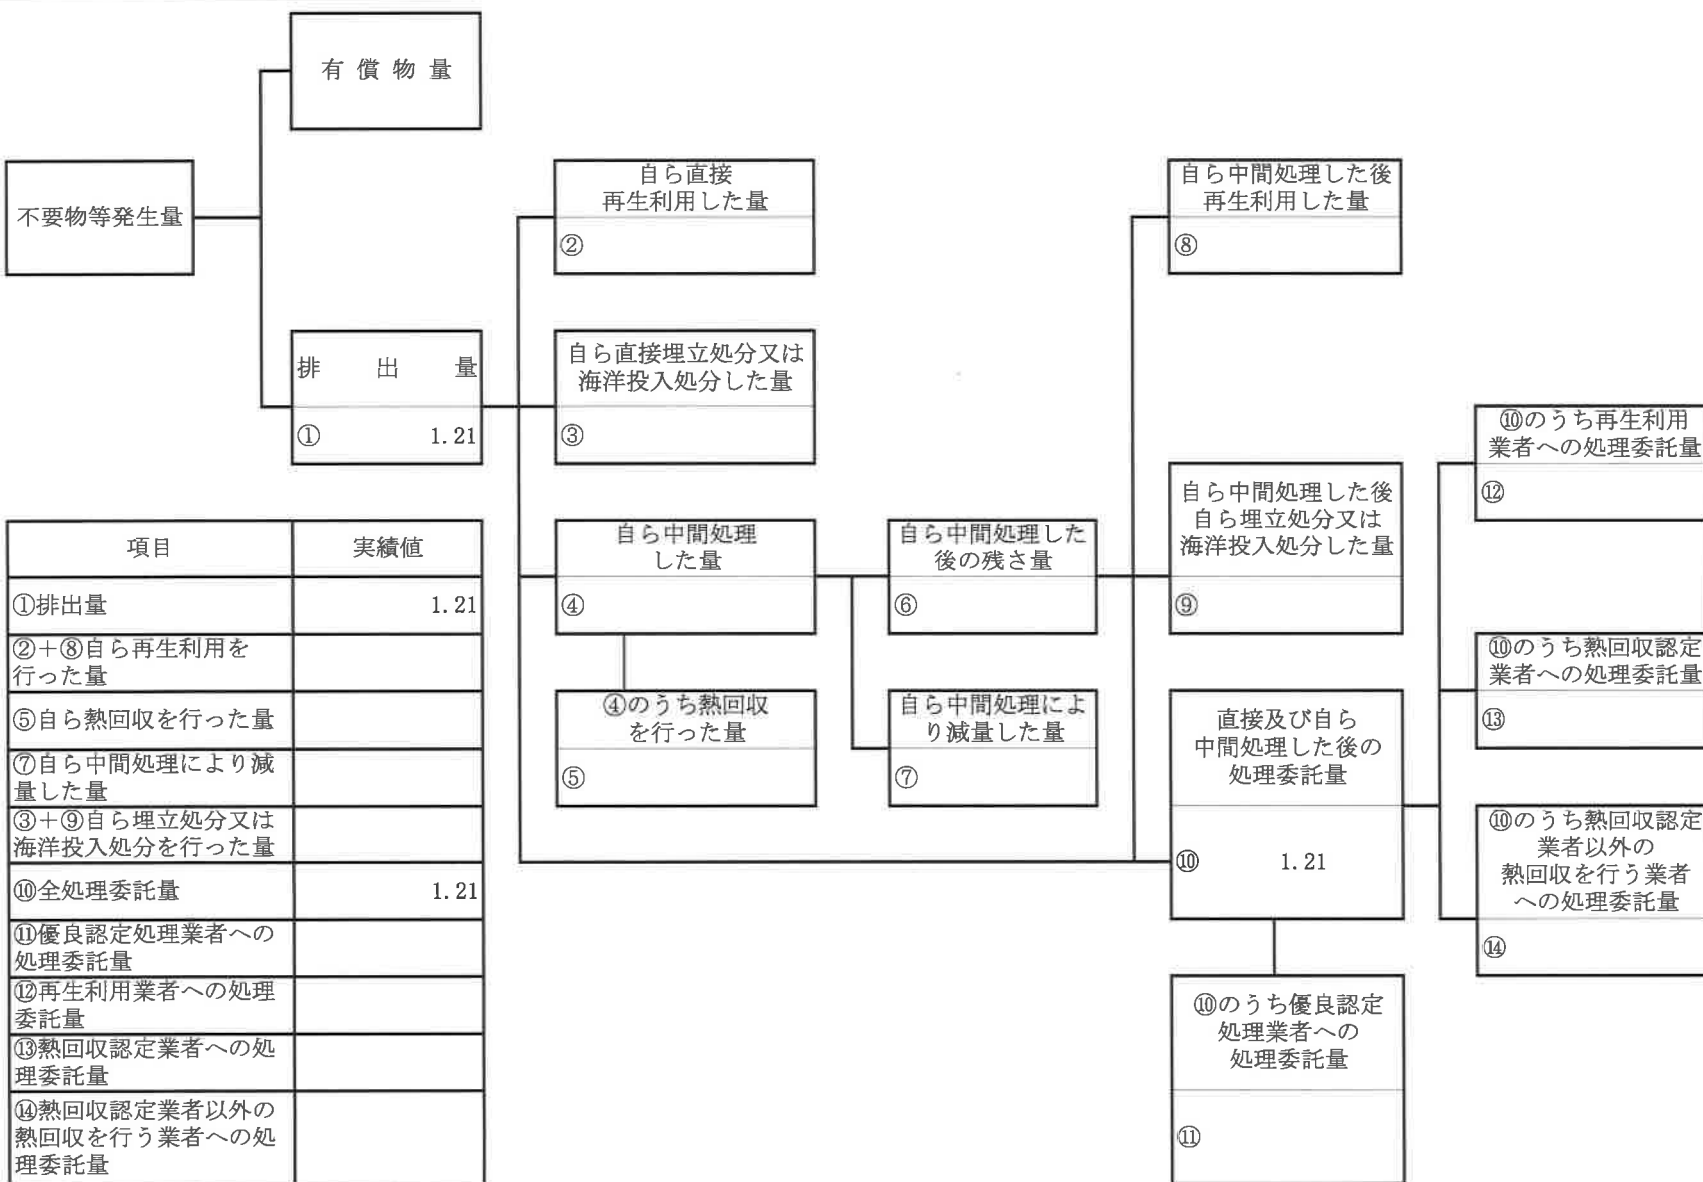 有償物量
不要物等発生量
排出量
① 1.21
自ら直接
再生利用した量
②
自ら直接埋立処分又は
海洋投入処分した量
③
自ら中間処理
した量
④
④のうち熱回収
を行った量
⑤
自ら中間処理した
後の残さ量
⑥
自ら中間処理によ
り減量した量
⑦
自ら中間処理した後
再生利用した量
⑧
自ら中間処理した後
自ら埋立処分又は
海洋投入処分した量
⑨
直接及び自ら
中間処理した後の
処理委託量
⑩ 1.21
⑩のうち優良認定
処理業者への
処理委託量
⑪
⑩のうち再生利用
業者への処理委託量
⑫
⑩のうち熱回収認定
業者への処理委託量
⑬
⑩のうち熱回収認定
業者以外の
熱回収を行う業者
への処理委託量
⑭
項目 実績値
①排出量 1.21
②＋⑧自ら再生利用を
行った量
⑤自ら熱回収を行った量
⑦自ら中間処理により減
量した量
③＋⑨自ら埋立処分又は
海洋投入処分を行った量
⑩全処理委託量 1.21
⑪優良認定処理業者への
処理委託量
⑫再生利用業者への処理
委託量
⑬熱回収認定業者への処
理委託量
⑭熱回収認定業者以外の
熱回収を行う業者への処
理委託量